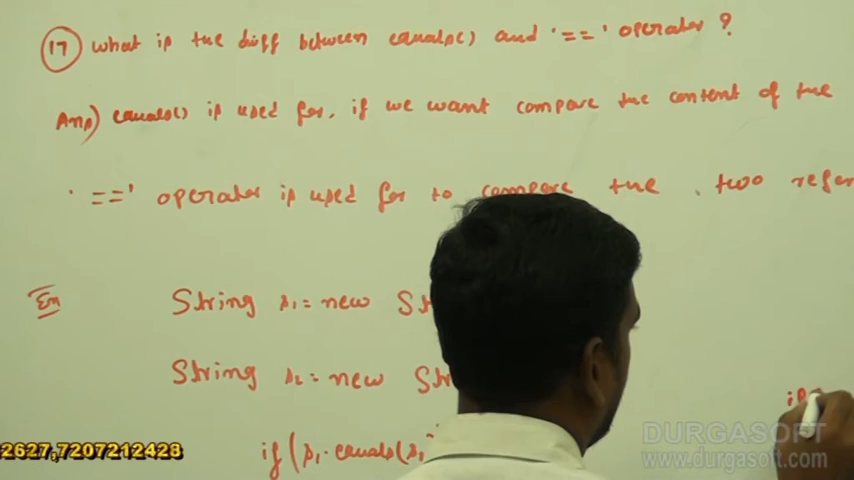 17 what is the diff between equals() and '==' operator ?
Ans) equals() is used for, if we want compare the content of the
'==' operator is used for to compare the two refer
Ex
String s1 = new St
String s2 = new St
if(s1.equals(s
if
2627,7207212428
DURGASOFT
www.durgasoft.com